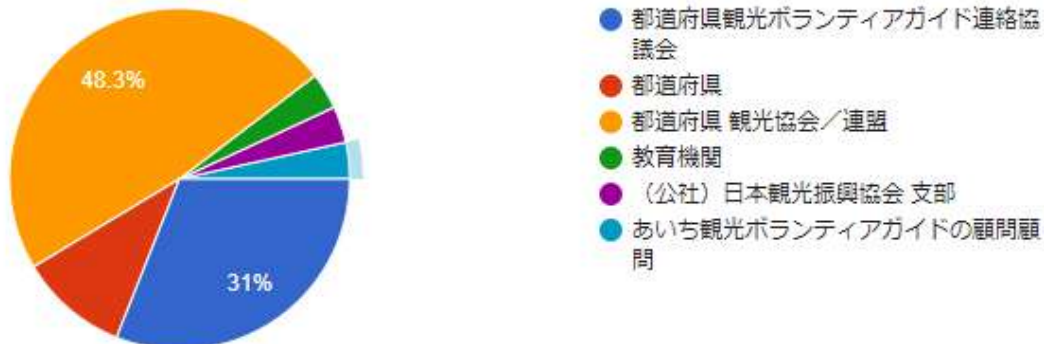 48.3%
31%
都道府県観光ボランティアガイド連絡協
議会
都道府県
都道府県 観光協会／連盟
教育機関
（公社）日本観光振興協会 支部
あいち観光ボランティアガイドの顧問顧
問